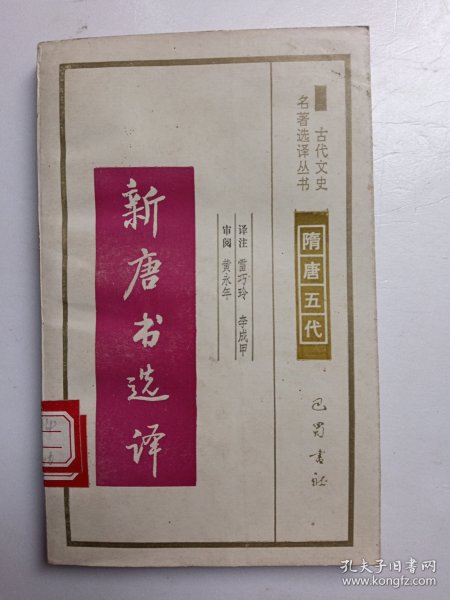 古代文史
名著选译丛书
隋唐五代
巴蜀书社
译注 雷巧玲 李成甲
审阅 黄永年
新唐书选译
孔夫子旧书网
www.kongfz.com